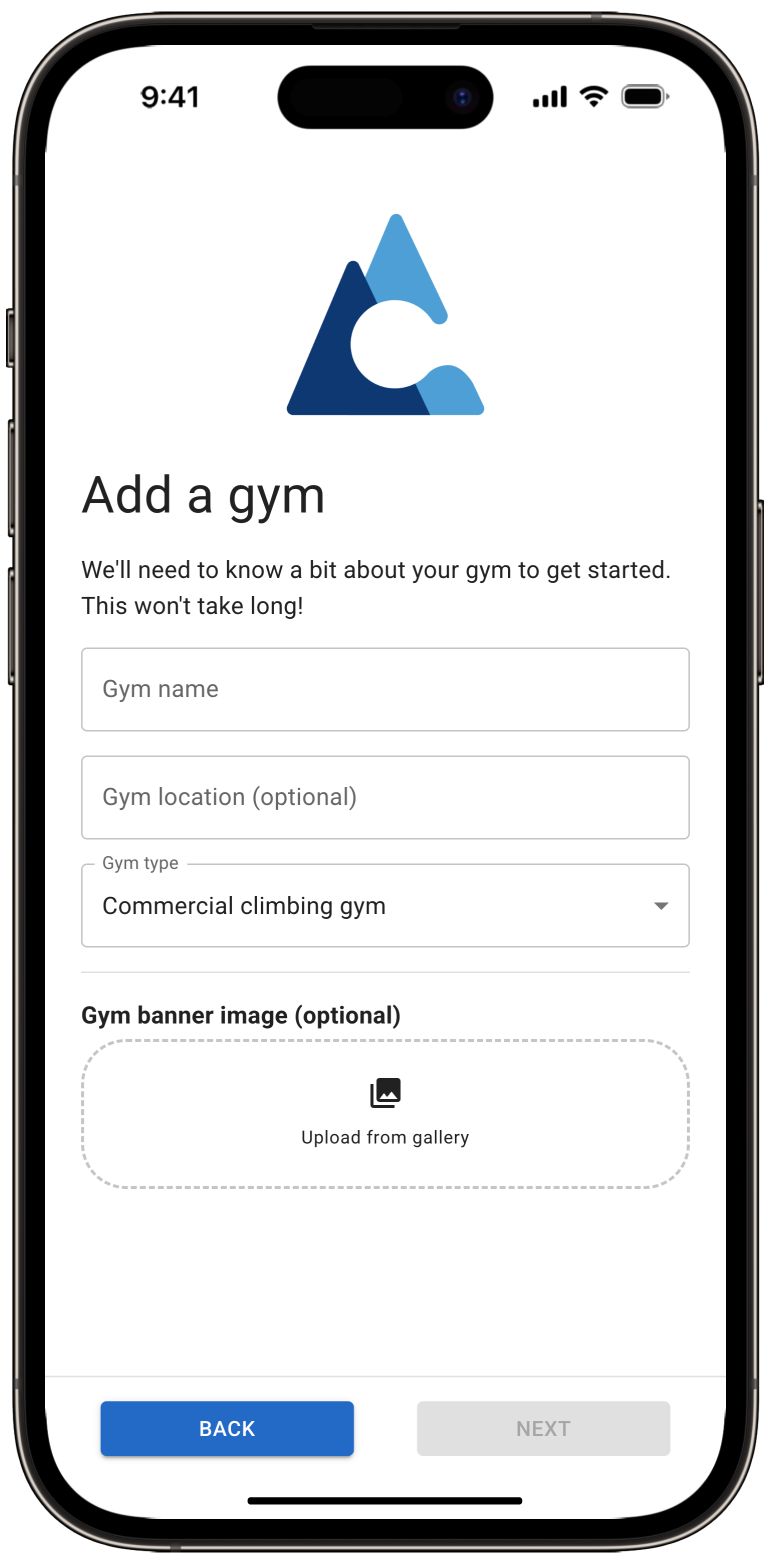 9:41
Add a gym
We'll need to know a bit about your gym to get started.
This won't take long!
Gym name
Gym location (optional)
Gym type
Commercial climbing gym
Gym banner image (optional)
Upload from gallery
BACK
NEXT